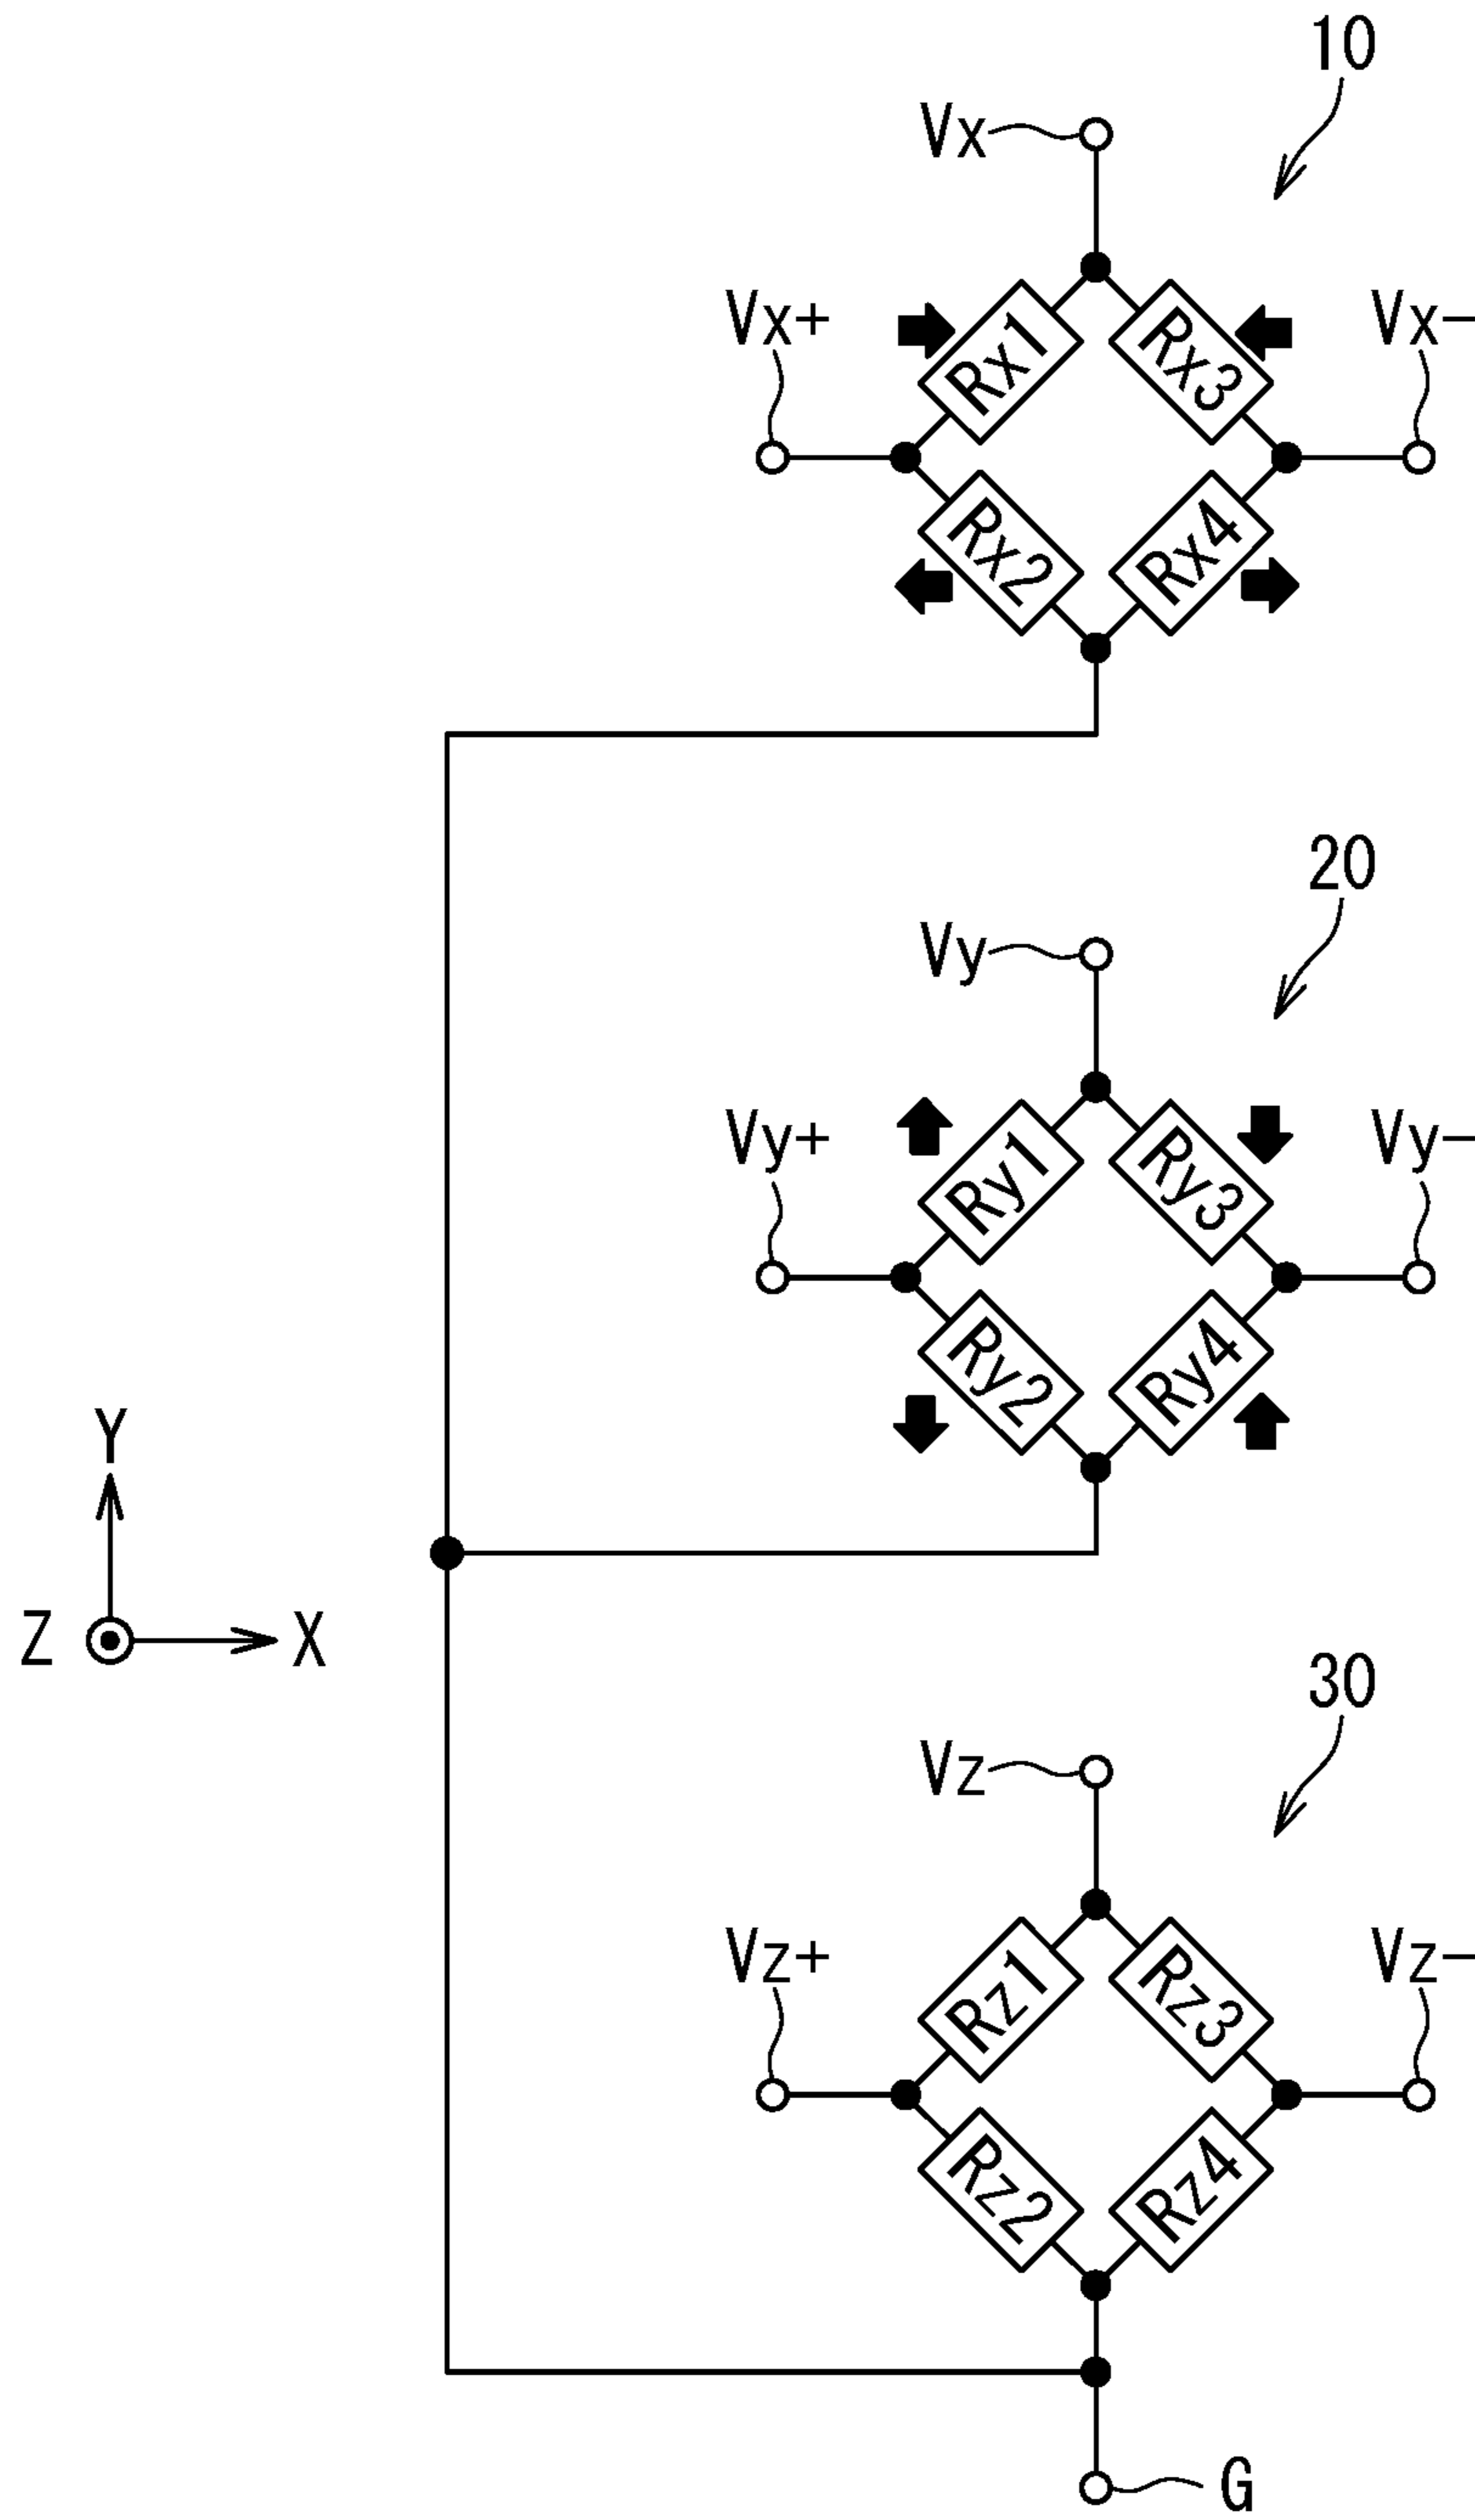 10
Vx
Vx+
Vx−
Rx1
Rx3
Rx2
Rx4
20
Vy
Vy+
Vy−
Ry1
Ry3
Ry2
Ry4
Y
Z
X
30
Vz
Vz+
Vz−
Rz1
Rz3
Rz2
Rz4
G